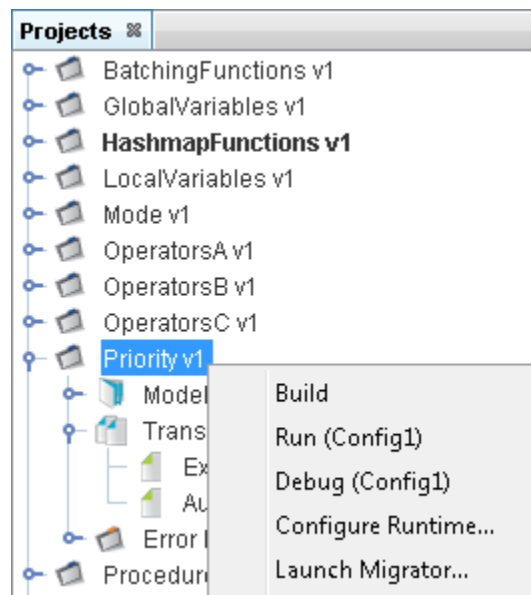 Projects
BatchingFunctions v1
GlobalVariables v1
HashmapFunctions v1
LocalVariables v1
Mode v1
OperatorsA v1
OperatorsB v1
OperatorsC v1
Priority v1
Model
Build
Trans
Run (Config1)
Ex
Debug (Config1)
Au
Configure Runtime...
Error
Launch Migrator...
Procedure